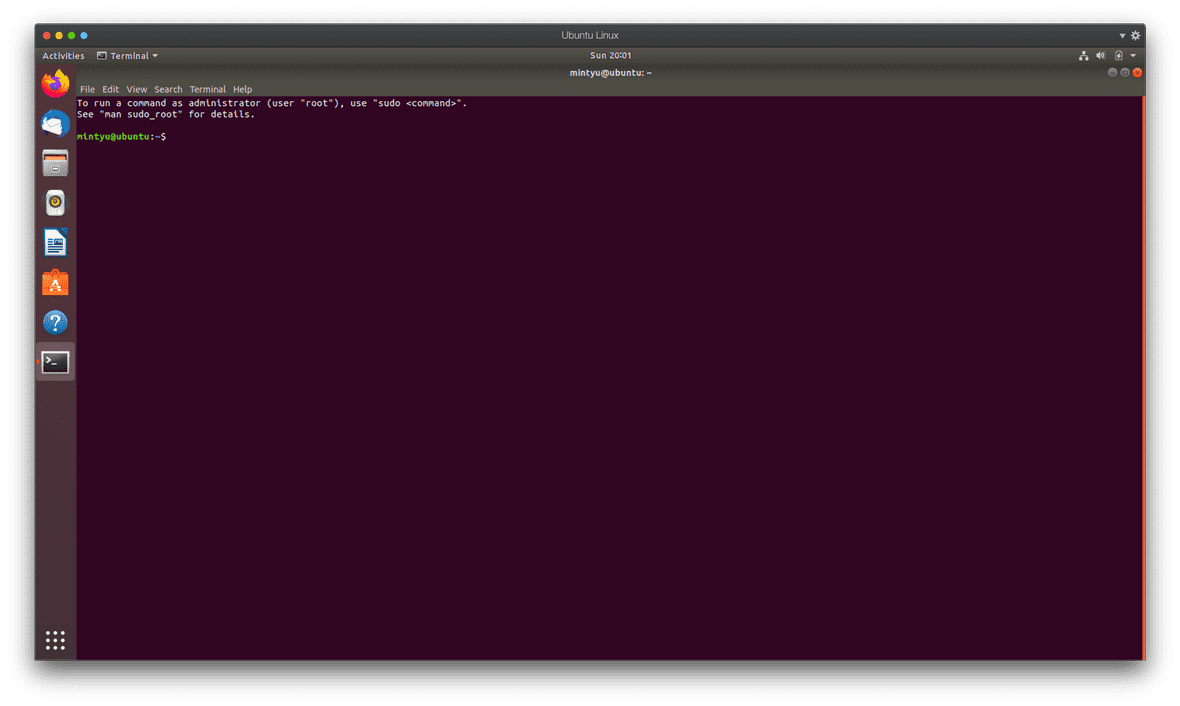 Ubuntu Linux
Activities Terminal Sun 20:01
mintyu@ubuntu: ~
File Edit View Search Terminal Help
To run a command as administrator (user "root"), use "sudo <command>".
See "man sudo_root" for details.
mintyu@ubuntu:~$